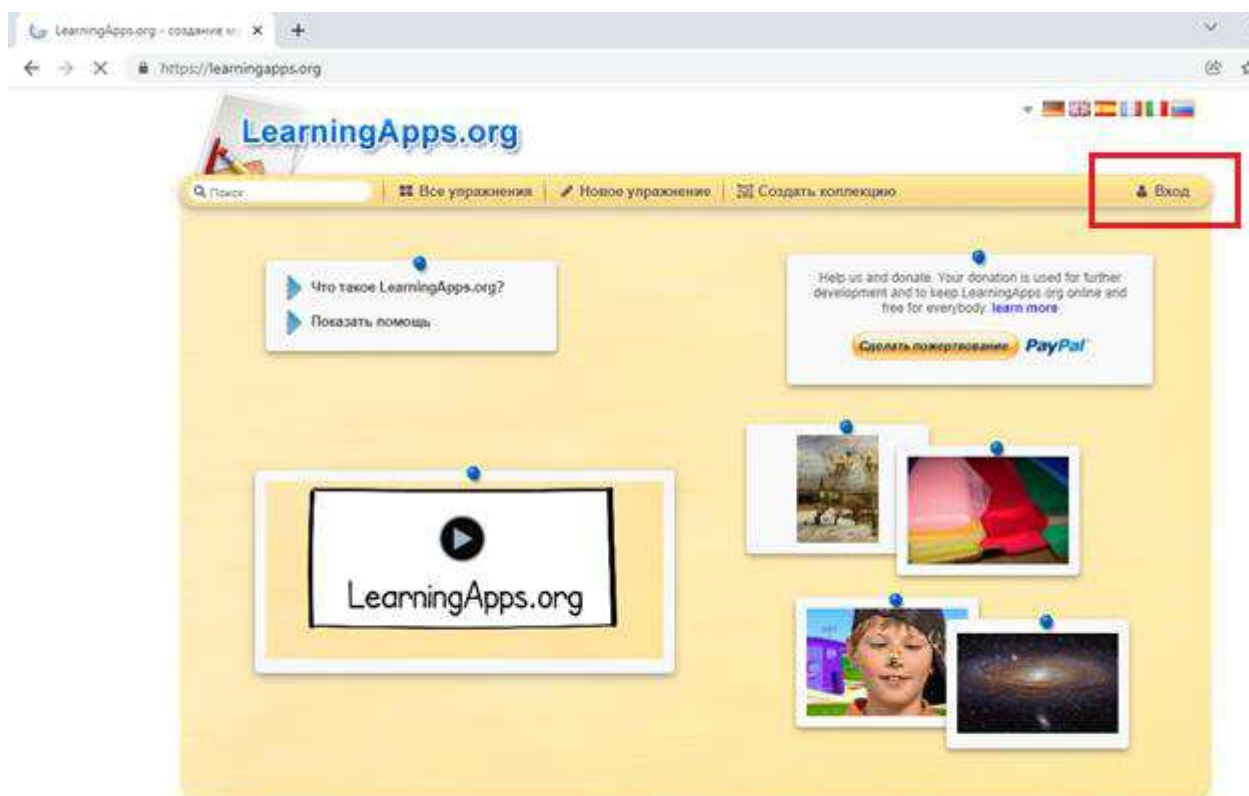 LearningApps.org - создание м
https://learningapps.org
LearningApps.org
Поиск
Все упражнения
Новое упражнение
Создать коллекцию
Вход
Что такое LearningApps.org?
Показать помощь
Help us and donate. Your donation is used for further
development and to keep LearningApps.org online and
free for everybody. learn more
Сделать пожертвование PayPal
LearningApps.org